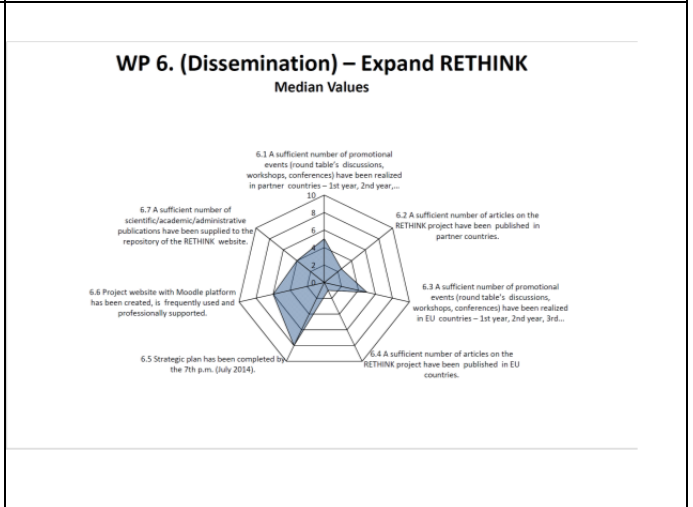 WP 6. (Dissemination) – Expand RETHINK
Median Values
6.1 A sufficient number of promotional
events (round table's discussions,
workshops, conferences) have been realized
in partner countries – 1st year, 2nd year,...
10
8
6
4
2
0
6.2 A sufficient number of articles on the
RETHINK project have been published in
partner countries.
6.3 A sufficient number of promotional
events (round table's discussions,
workshops, conferences) have been realized
in EU countries – 1st year, 2nd year, 3rd...
6.4 A sufficient number of articles on the
RETHINK project have been published in EU
countries.
6.5 Strategic plan has been completed by
the 7th p.m. (July 2014).
6.6 Project website with Moodle platform
has been created, is frequently used and
professionally supported.
6.7 A sufficient number of
scientific/academic/administrative
publications have been supplied to the
repository of the RETHINK website.